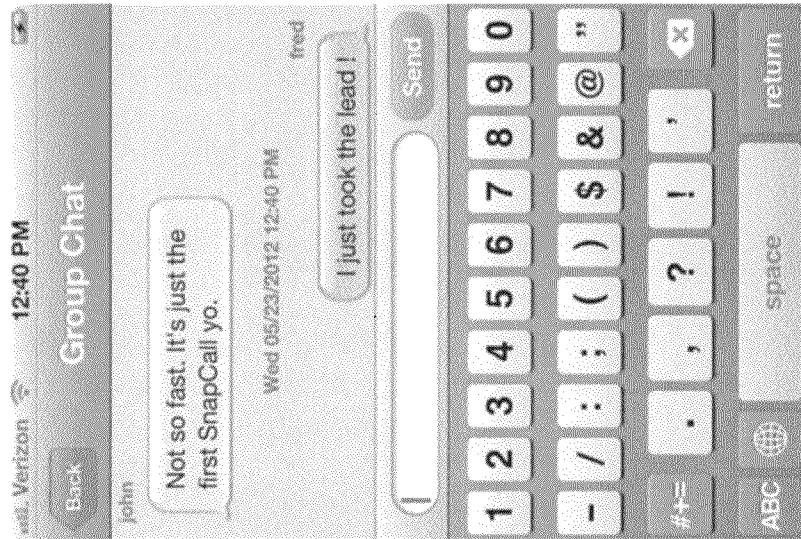 Verizon 12:40 PM
Back Group Chat
john
Not so fast. It's just the
first SnapCall yo.
Wed 05/23/2012 12:40 PM
fred
I just took the lead !
Send
1 2 3 4 5 6 7 8 9 0
- / : ; ( ) $ & @ "
#+= . , ? ! '
ABC space return